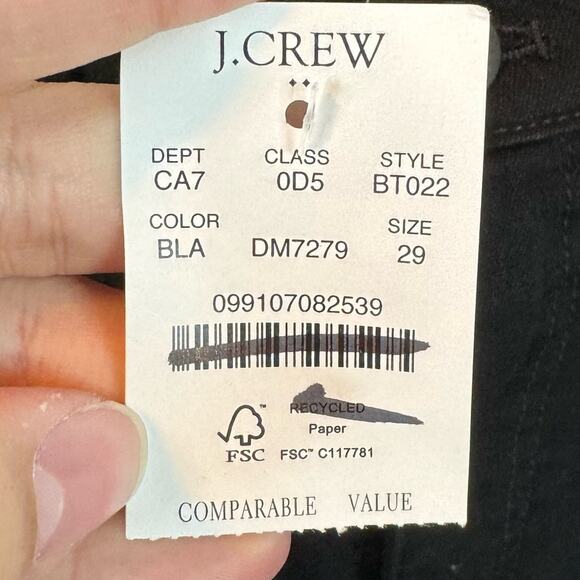 J.CREW
DEPT CLASS STYLE
CA7 0D5 BT022
COLOR SIZE
BLA DM7279 29
099107082539
RECYCLED
Paper
FSC™ FSC™ C117781
COMPARABLE VALUE